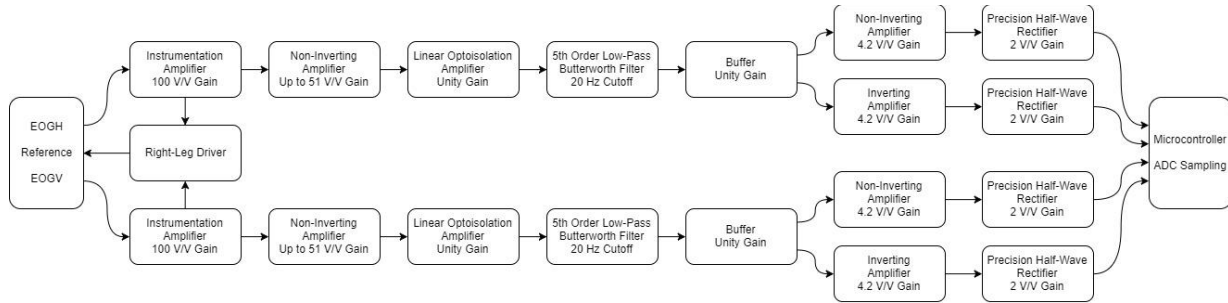 EOGH
Reference
EOGV
Instrumentation
Amplifier
100 V/V Gain
Non-Inverting
Amplifier
Up to 51 V/V Gain
Linear Optoisolation
Amplifier
Unity Gain
5th Order Low-Pass
Butterworth Filter
20 Hz Cutoff
Buffer
Unity Gain
Non-Inverting
Amplifier
4.2 V/V Gain
Precision Half-Wave
Rectifier
2 V/V Gain
Inverting
Amplifier
4.2 V/V Gain
Precision Half-Wave
Rectifier
2 V/V Gain
Right-Leg Driver
Instrumentation
Amplifier
100 V/V Gain
Non-Inverting
Amplifier
Up to 51 V/V Gain
Linear Optoisolation
Amplifier
Unity Gain
5th Order Low-Pass
Butterworth Filter
20 Hz Cutoff
Buffer
Unity Gain
Non-Inverting
Amplifier
4.2 V/V Gain
Precision Half-Wave
Rectifier
2 V/V Gain
Inverting
Amplifier
4.2 V/V Gain
Precision Half-Wave
Rectifier
2 V/V Gain
Microcontroller
ADC Sampling